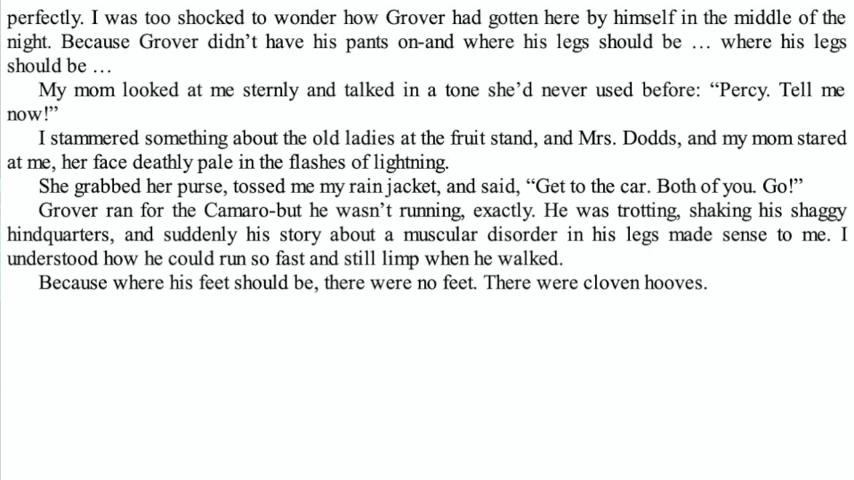 perfectly. I was too shocked to wonder how Grover had gotten here by himself in the middle of the
night. Because Grover didn’t have his pants on-and where his legs should be … where his legs
should be …
My mom looked at me sternly and talked in a tone she’d never used before: “Percy. Tell me
now!”
I stammered something about the old ladies at the fruit stand, and Mrs. Dodds, and my mom stared
at me, her face deathly pale in the flashes of lightning.
She grabbed her purse, tossed me my rain jacket, and said, “Get to the car. Both of you. Go!”
Grover ran for the Camaro-but he wasn’t running, exactly. He was trotting, shaking his shaggy
hindquarters, and suddenly his story about a muscular disorder in his legs made sense to me. I
understood how he could run so fast and still limp when he walked.
Because where his feet should be, there were no feet. There were cloven hooves.